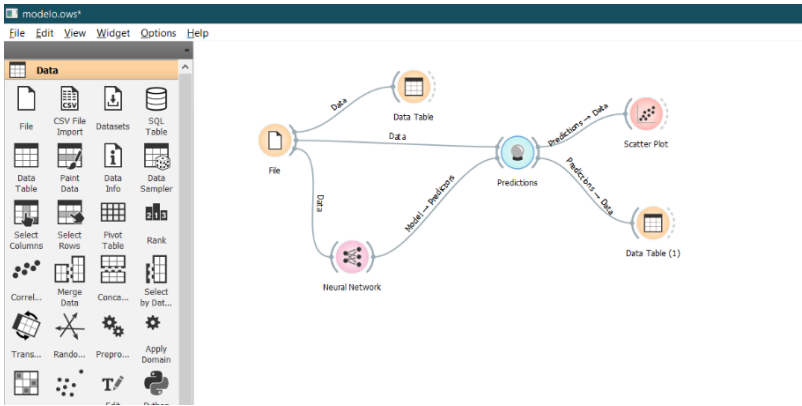 modelo.ows*
File Edit View Widget Options Help
Data
File
CSV File
Import
Datasets
SQL
Table
Data
Table
Paint
Data
Data
Info
Data
Sampler
Select
Columns
Select
Rows
Pivot
Table
Rank
Correl...
Merge
Data
Conca...
Select
by Dat...
Trans...
Rando...
Prepro...
Apply
Domain
Edit
Python
File
Data
Data Table
Data
Data
Neural Network
Model → Predictors
Predictions
Predictions → Data
Scatter Plot
Predictions → Data
Data Table (1)